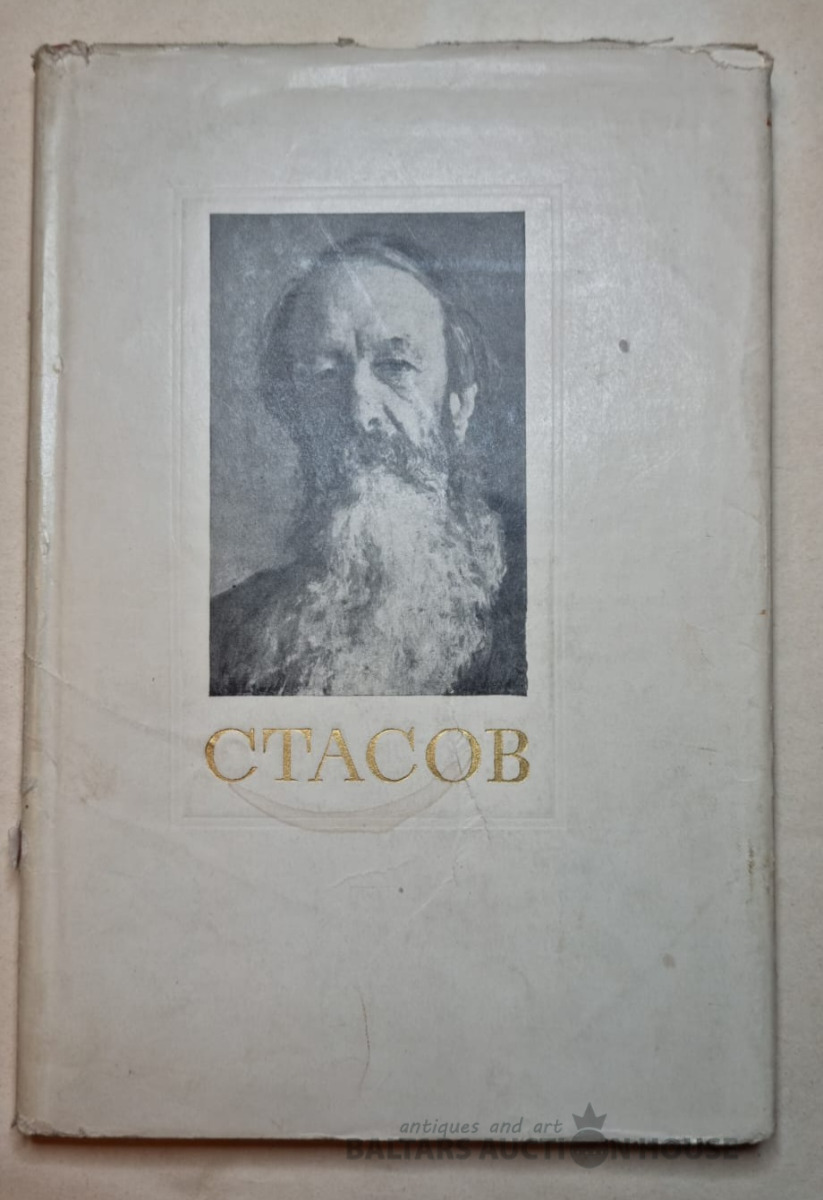 СТАСОВ
antiques and art
BALTARS AUCTION HOUSE